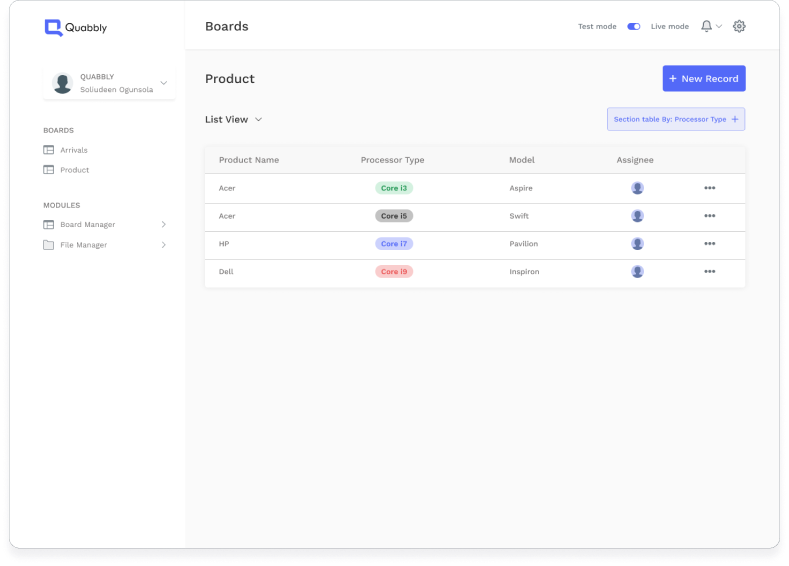 Quabbly
Boards
Test mode
Live mode
QUABBLY
Soliudeen Ogunsola
BOARDS
Arrivals
Product
MODULES
Board Manager
File Manager
Product
+ New Record
List View
Section table By: Processor Type +
Product Name Processor Type Model Assignee
Acer Core i3 Aspire
Acer Core i5 Swift
HP Core i7 Pavilion
Dell Core i9 Inspiron